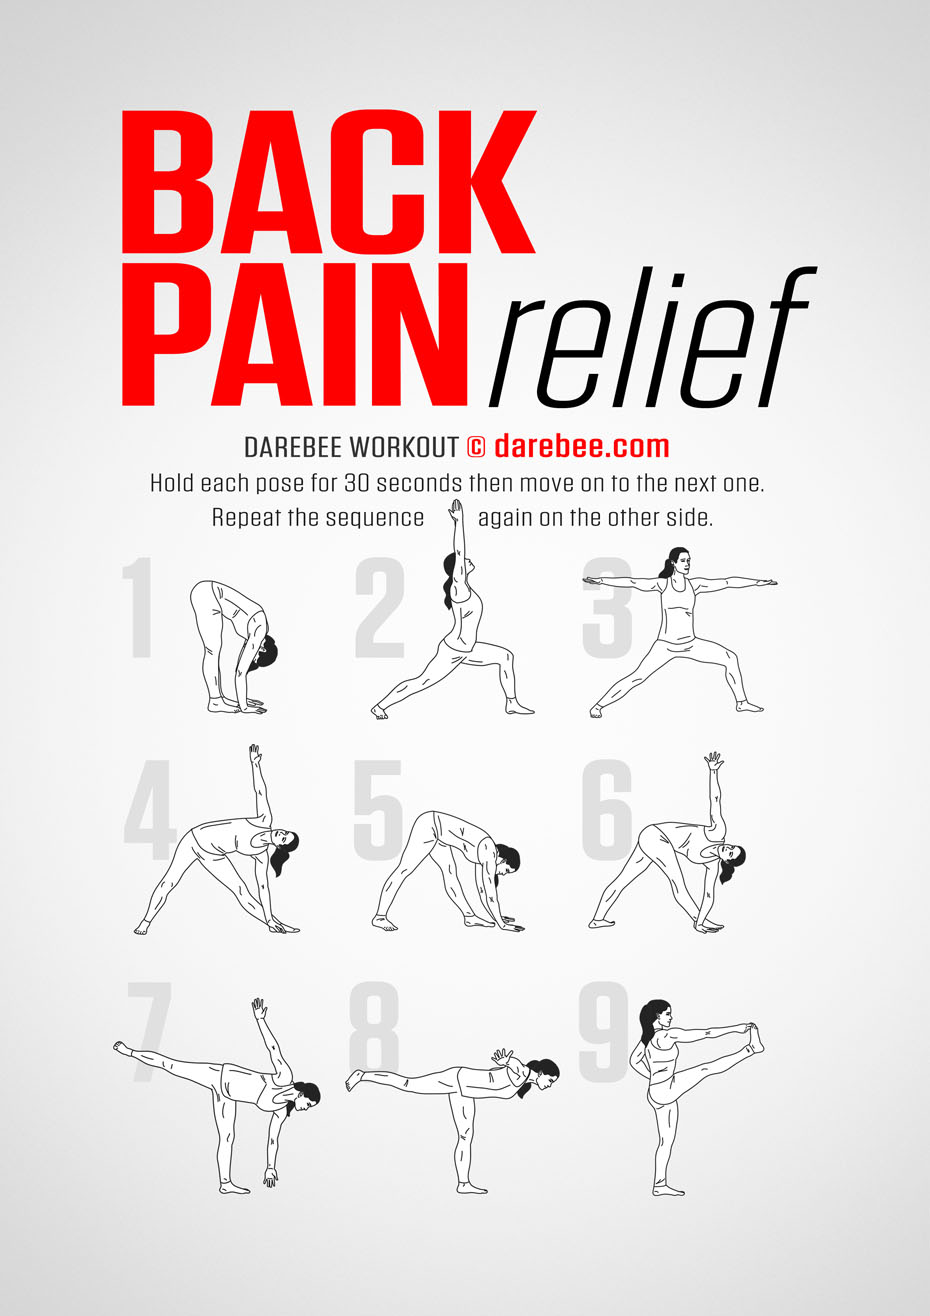 BACK
PAIN relief
DAREBEE WORKOUT © darebee.com
Hold each pose for 30 seconds then move on to the next one.
Repeat the sequence again on the other side.
1 2 3
4 5 6
7 8 9